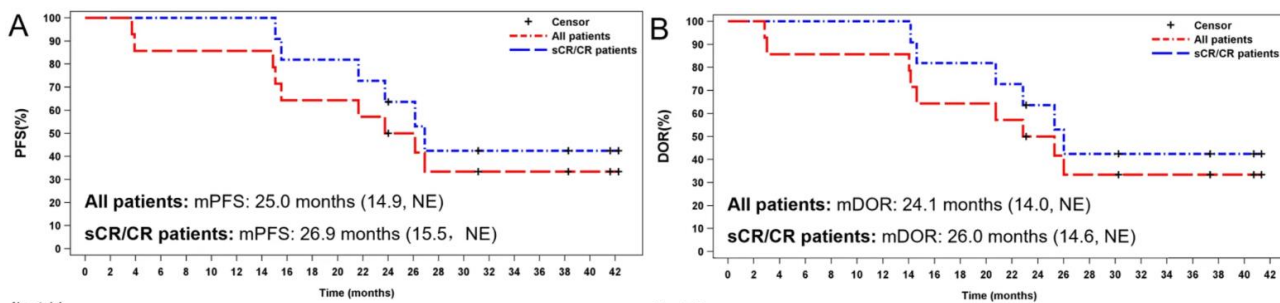 A
100
90
80
70
60
50
40
30
20
10
0
PFS(%)
Censor
All patients
sCR/CR patients
All patients: mPFS: 25.0 months (14.9, NE)
sCR/CR patients: mPFS: 26.9 months (15.5，NE)
0 2 4 6 8 10 12 14 16 18 20 22 24 26 28 30 32 34 36 38 40 42
Time (months)
B
100
90
80
70
60
50
40
30
20
10
0
DOR(%)
Censor
All patients
sCR/CR patients
All patients: mDOR: 24.1 months (14.0, NE)
sCR/CR patients: mDOR: 26.0 months (14.6, NE)
0 2 4 6 8 10 12 14 16 18 20 22 24 26 28 30 32 34 36 38 40 42
Time (months)